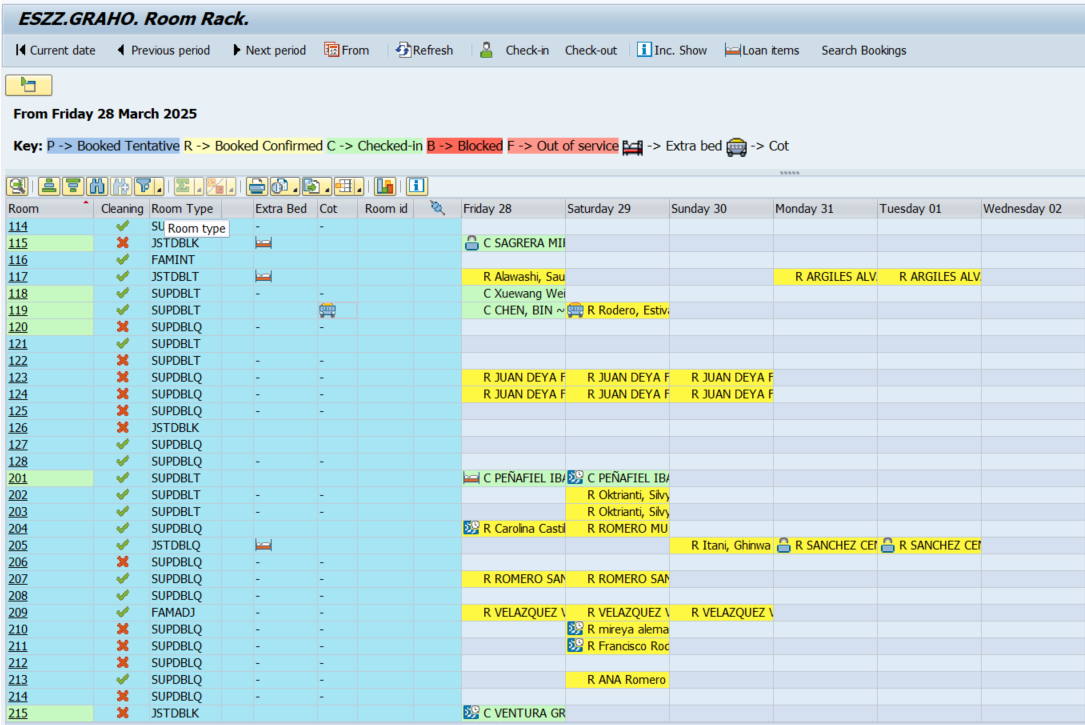 ESZZ.GRAHO. Room Rack.
Current date Previous period Next period From Refresh Check-in Check-out Inc. Show Loan items Search Bookings
From Friday 28 March 2025
Key: P -> Booked Tentative R -> Booked Confirmed C -> Checked-in B -> Blocked F -> Out of service -> Extra bed -> Cot
Room Cleaning Room Type Extra Bed Cot Room id Friday 28 Saturday 29 Sunday 30 Monday 31 Tuesday 01 Wednesday 02
114 SU Room type - -
115 JSTDBLK C SAGRERA MI
116 FAMINT
117 JSTDBLT R Alawashi, Sau R ARGILES ALV. R ARGILES ALV.
118 SUPDBLT - - C Xuewang Wei
119 SUPDBLT - C CHEN, BIN ~ R Rodero, Estiva
120 SUPDBLQ - -
121 SUPDBLT
122 SUPDBLT - -
123 SUPDBLQ - - R JUAN DEYA F R JUAN DEYA F R JUAN DEYA F
124 SUPDBLQ - - R JUAN DEYA F R JUAN DEYA F R JUAN DEYA F
125 SUPDBLQ - -
126 JSTDBLK
127 SUPDBLQ
128 SUPDBLQ - -
201 SUPDBLT C PEÑAFIEL IBA C PEÑAFIEL IBA
202 SUPDBLT - - R Oktrianti, Silvy
203 SUPDBLT - - R Oktrianti, Silvy
204 SUPDBLQ R Carolina Castil R ROMERO MU
205 JSTDBLQ R Itani, Ghinwa R SANCHEZ CEN R SANCHEZ CEN
206 SUPDBLQ - -
207 SUPDBLQ - - R ROMERO SAN R ROMERO SAN
208 SUPDBLQ - -
209 FAMADJ - - R VELAZQUEZ V R VELAZQUEZ V R VELAZQUEZ V
210 SUPDBLQ - - R mireya alema
211 SUPDBLQ - - R Francisco Rod
212 SUPDBLQ - -
213 SUPDBLQ - - R ANA Romero
214 SUPDBLQ - -
215 JSTDBLK C VENTURA GR